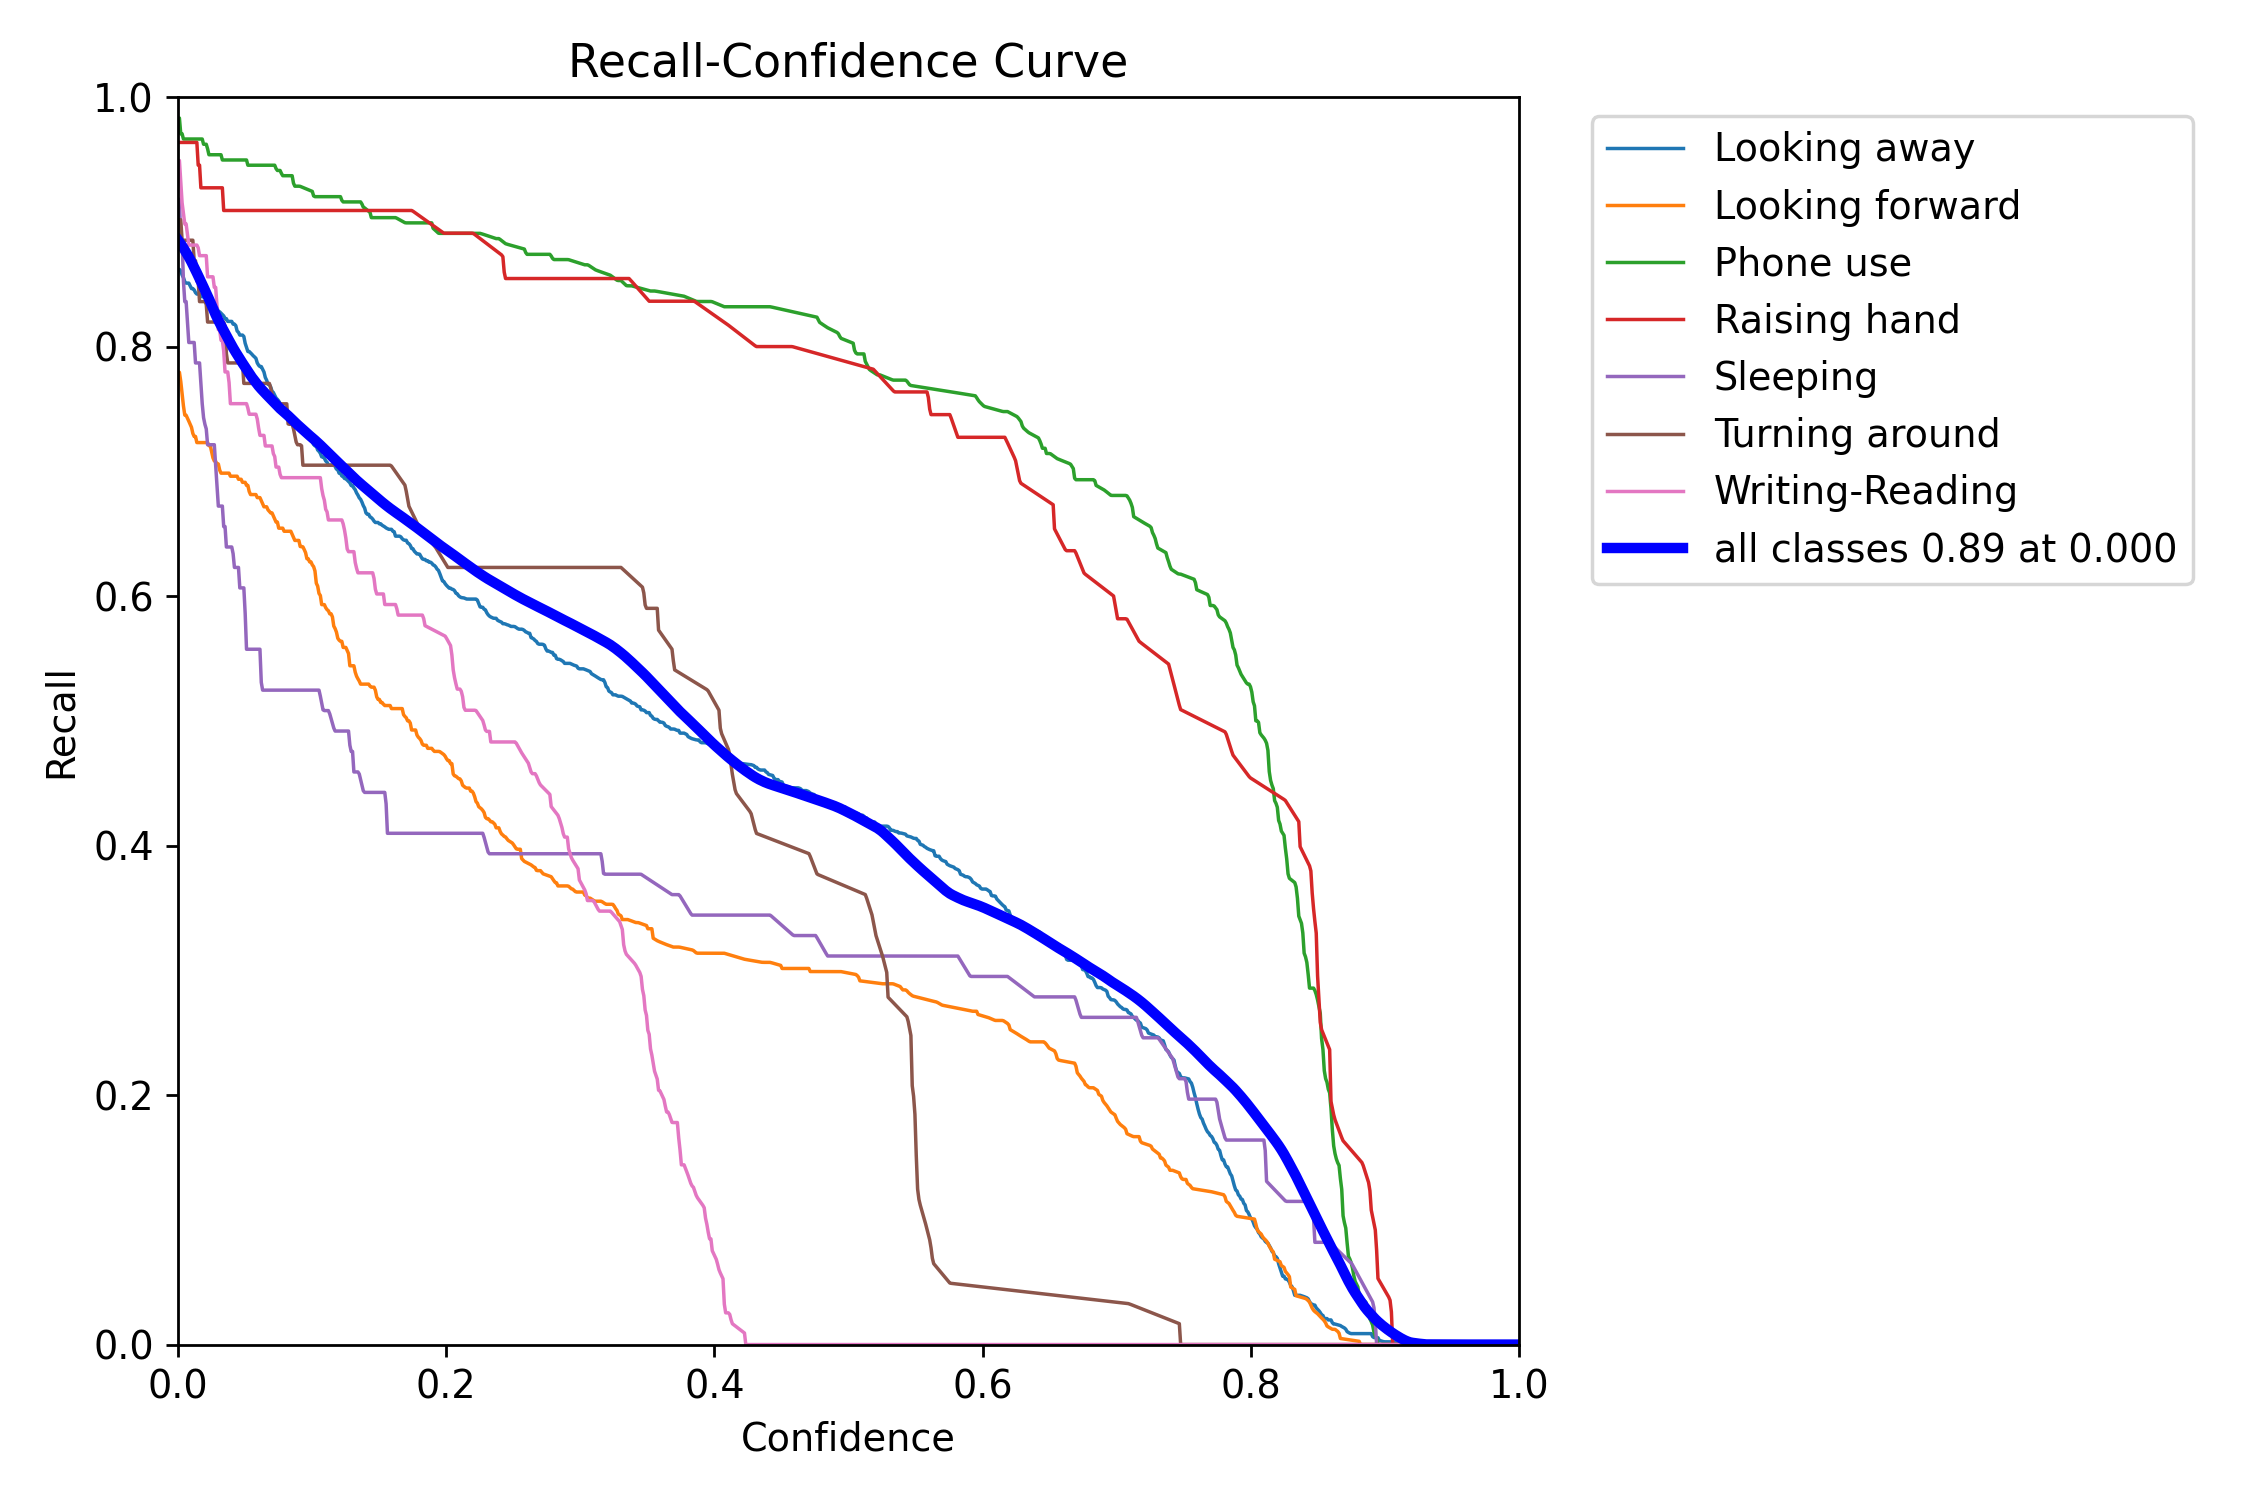 Recall-Confidence Curve
1.0
0.8
0.6
0.4
0.2
0.0
Recall
0.0 0.2 0.4 0.6 0.8 1.0
Confidence
Looking away
Looking forward
Phone use
Raising hand
Sleeping
Turning around
Writing-Reading
all classes 0.89 at 0.000